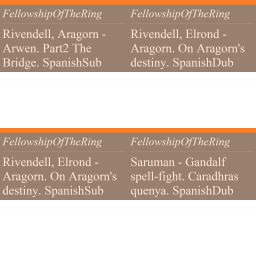 FellowshipOfTheRing
Rivendell, Aragorn -
Arwen. Part2 The
Bridge. SpanishSub
FellowshipOfTheRing
Rivendell, Elrond -
Aragorn. On Aragorn's
destiny. SpanishDub
FellowshipOfTheRing
Rivendell, Elrond -
Aragorn. On Aragorn's
destiny. SpanishSub
FellowshipOfTheRing
Saruman - Gandalf
spell-fight. Caradhras
quenya. SpanishDub